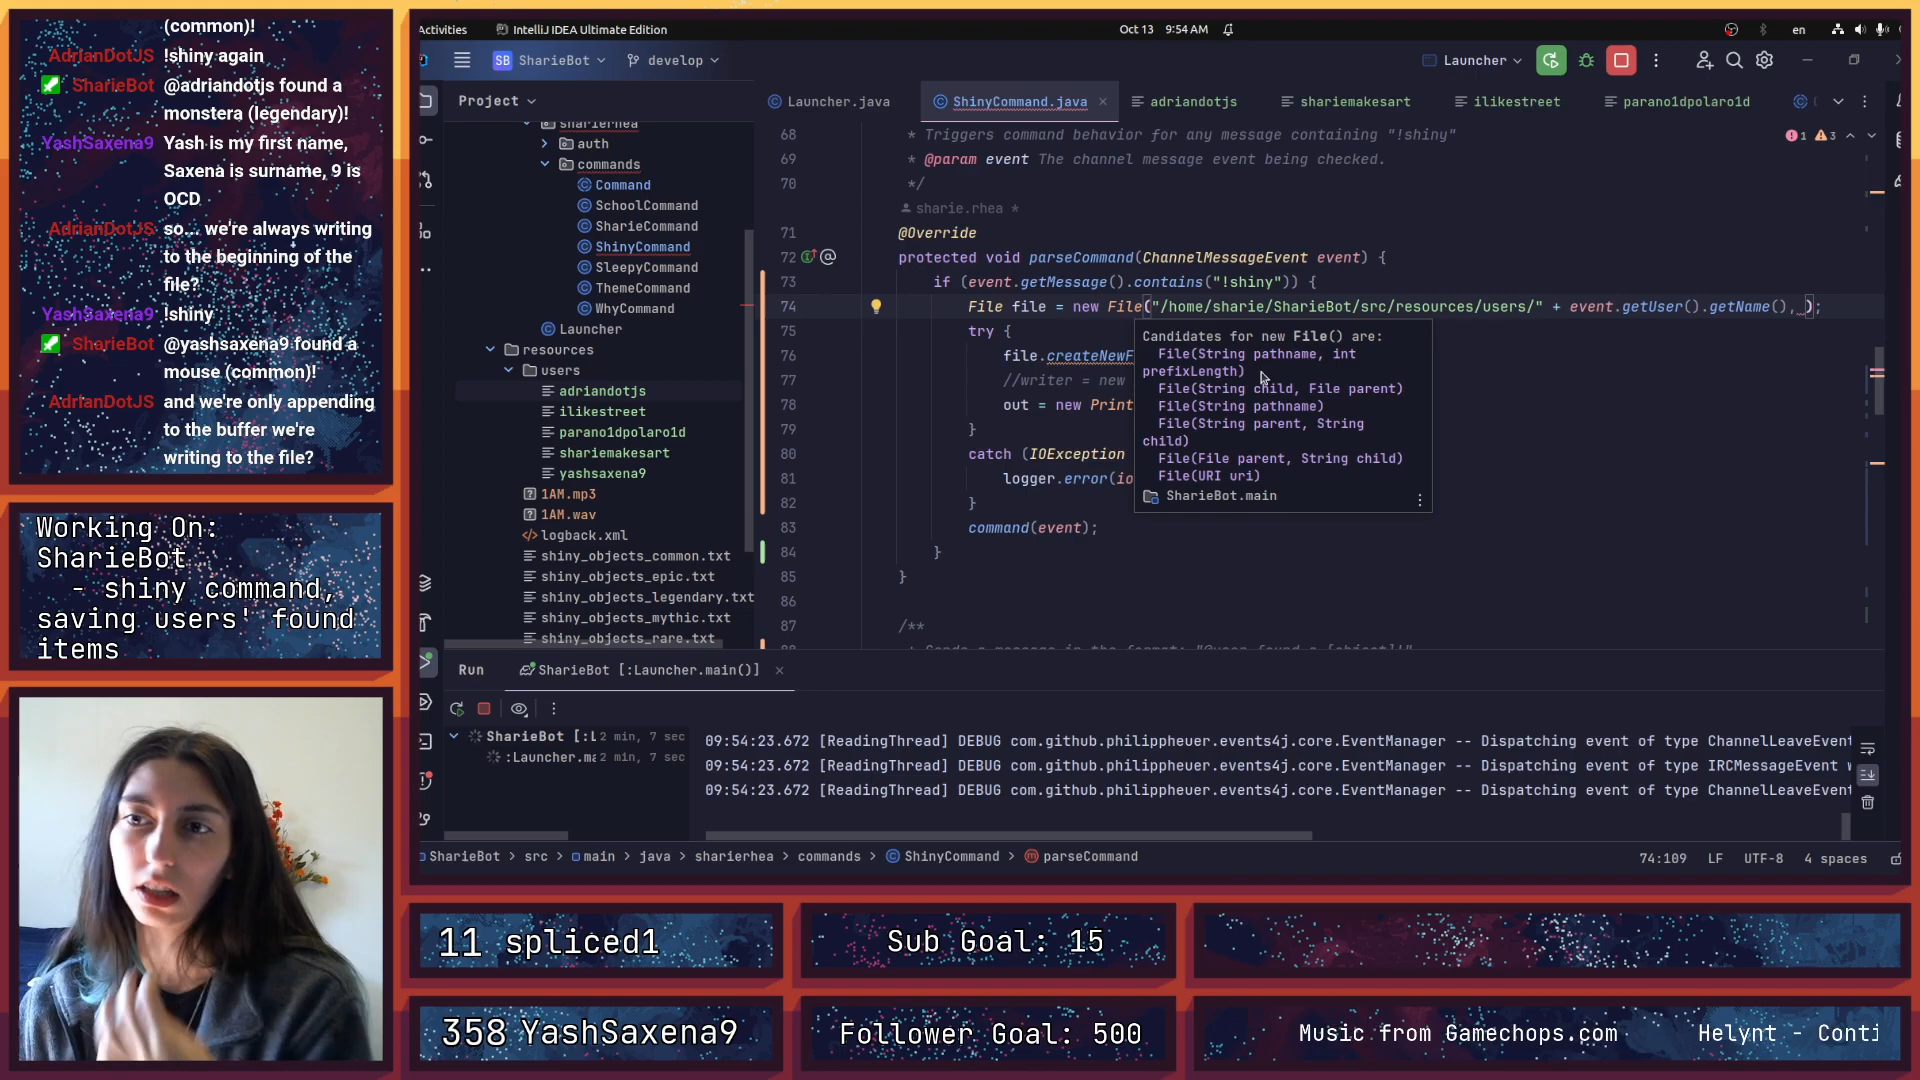 (common)!
AdrianDotJS !shiny again
SharieBot @adriandotjs found a
monstera (legendary)!
YashSaxena9 Yash is my first name,
Saxena is surname, 9 is
OCD
AdrianDotJS so... we're always writing
to the beginning of the
file?
YashSaxena9 !shiny
SharieBot @yashsaxena9 found a
mouse (common)!
AdrianDotJS and we're only appending
to the buffer we're
writing to the file?
Working On:
SharieBot
- shiny command,
saving users' found
items
Activities IntelliJ IDEA Ultimate Edition Oct 13 9:54 AM en
SB SharieBot develop Launcher
Project
Launcher.java ShinyCommand.java adriandotjs shariemakesart ilikestreet parano1dpolaro1d
sharierhea
auth
commands
Command
SchoolCommand
SharieCommand
ShinyCommand
SleepyCommand
ThemeCommand
WhyCommand
Launcher
resources
users
adriandotjs
ilikestreet
parano1dpolaro1d
shariemakesart
yashsaxena9
1AM.mp3
1AM.wav
logback.xml
shiny_objects_common.txt
shiny_objects_epic.txt
shiny_objects_legendary.txt
shiny_objects_mythic.txt
shiny_objects_rare.txt
1 3
68 * Triggers command behavior for any message containing "!shiny"
69 * @param event The channel message event being checked.
70 */
sharie.rhea *
71 @Override
72 protected void parseCommand(ChannelMessageEvent event) {
73 if (event.getMessage().contains("!shiny")) {
74 File file = new File("/home/sharie/SharieBot/src/resources/users/" + event.getUser().getName(), );
75 try {
76 file.createNewF
77 //writer = new
78 out = new Print
79 }
80 catch (IOException
81 logger.error(io
82 }
83 command(event);
84 }
85 }
86
87 /**
Candidates for new File() are:
File(String pathname, int
prefixLength)
File(String child, File parent)
File(String pathname)
File(String parent, String
child)
File(File parent, String child)
File(URI uri)
SharieBot.main
Run SharieBot [:Launcher.main()]
SharieBot [:L 2 min, 7 sec
:Launcher.ma 2 min, 7 sec
09:54:23.672 [ReadingThread] DEBUG com.github.philippheuer.events4j.core.EventManager -- Dispatching event of type ChannelLeaveEvent
09:54:23.672 [ReadingThread] DEBUG com.github.philippheuer.events4j.core.EventManager -- Dispatching event of type IRCMessageEvent w
09:54:23.672 [ReadingThread] DEBUG com.github.philippheuer.events4j.core.EventManager -- Dispatching event of type ChannelLeaveEvent
SharieBot > src > main > java > sharierhea > commands > ShinyCommand > parseCommand 74:109 LF UTF-8 4 spaces
11 spliced1
Sub Goal: 15
358 YashSaxena9
Follower Goal: 500
Music from Gamechops.com Helynt - Conti